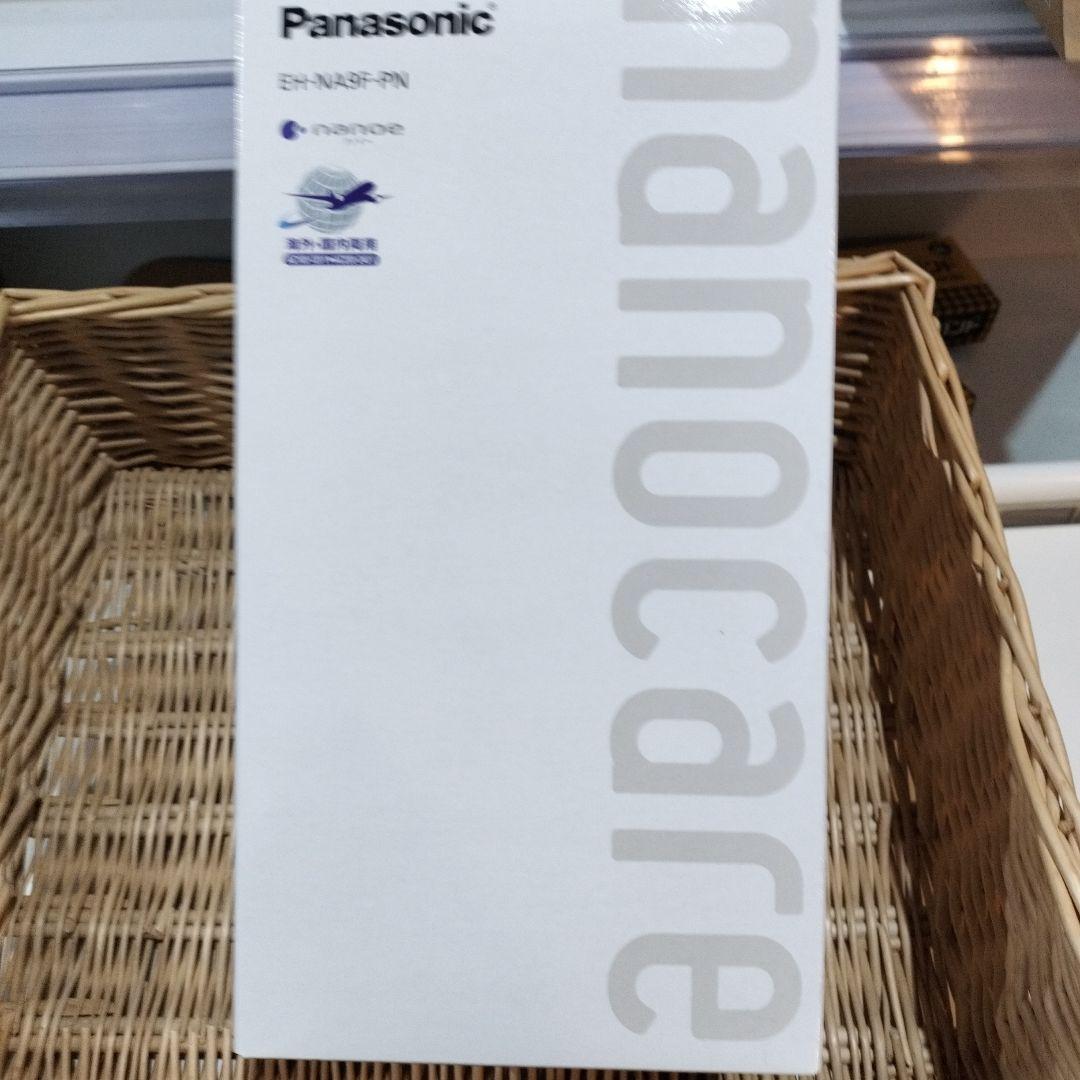 Panasonic
EH-NA9F-PN
nanoe
海外・国内両用
nanocare